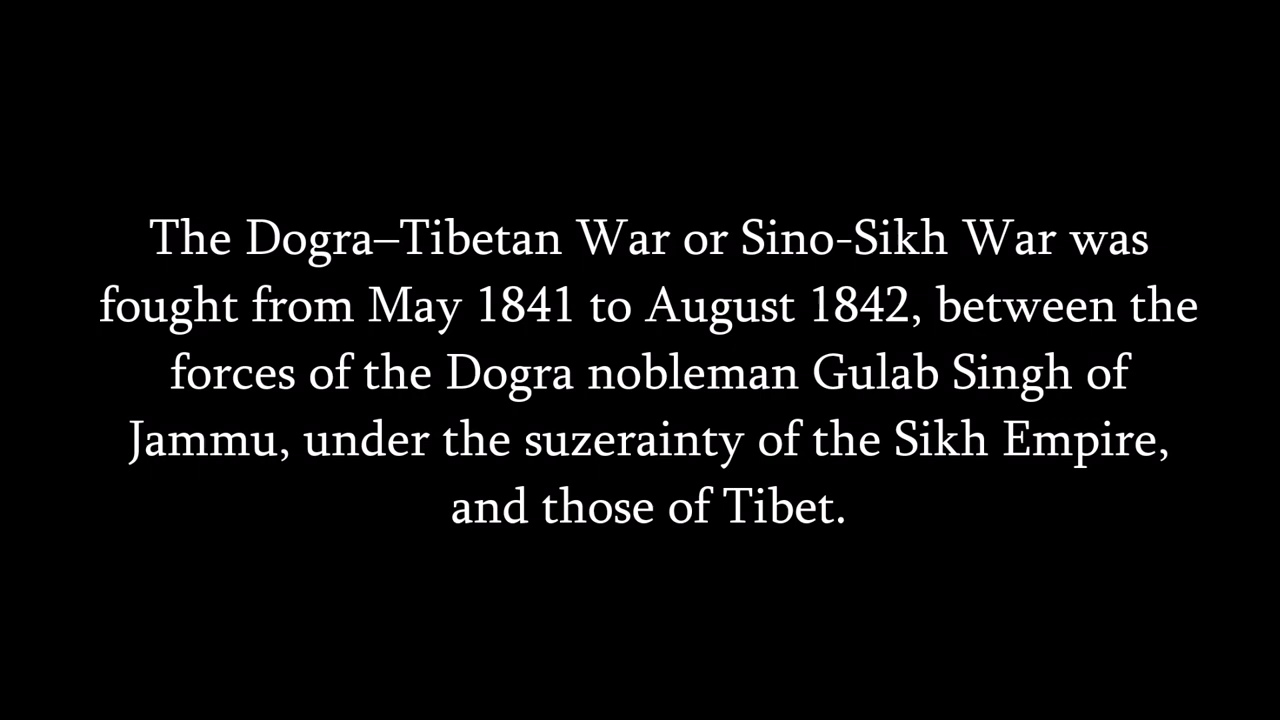 The Dogra–Tibetan War or Sino-Sikh War was
fought from May 1841 to August 1842, between the
forces of the Dogra nobleman Gulab Singh of
Jammu, under the suzerainty of the Sikh Empire,
and those of Tibet.